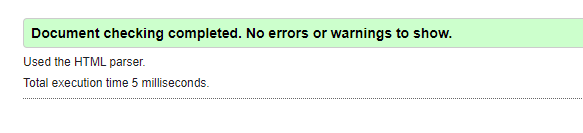 Document checking completed. No errors or warnings to show.
Used the HTML parser.
Total execution time 5 milliseconds.